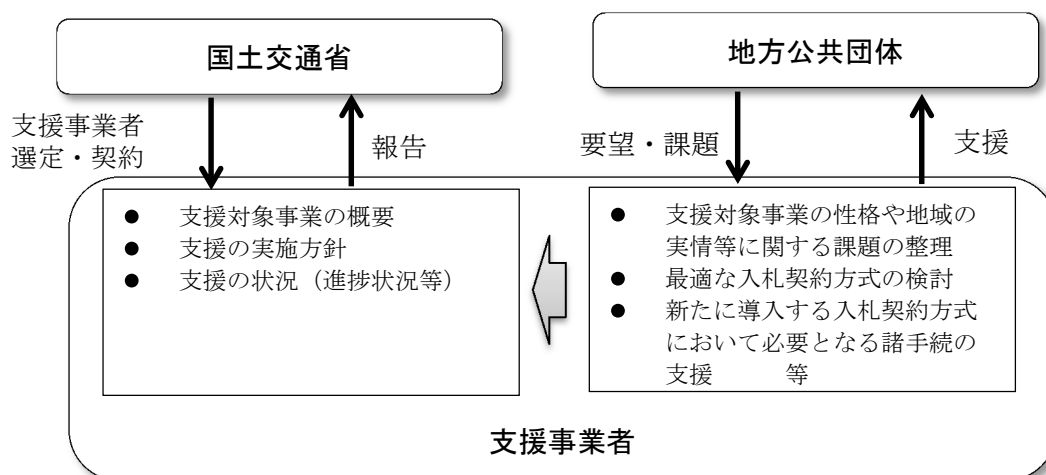 国土交通省
地方公共団体
支援事業者
選定・契約
報告
要望・課題
支援
● 支援対象事業の概要
● 支援の実施方針
● 支援の状況（進捗状況等）
● 支援対象事業の性格や地域の
実情等に関する課題の整理
● 最適な入札契約方式の検討
● 新たに導入する入札契約方式
において必要となる諸手続の
支援　　　等
支援事業者